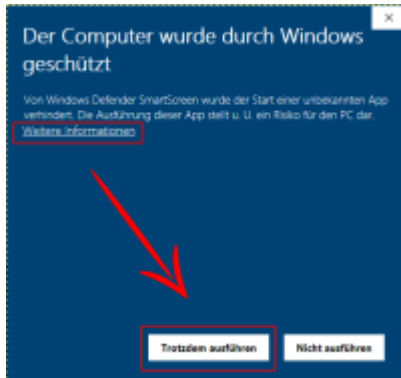 Der Computer wurde durch Windows
geschützt
Von Windows Defender SmartScreen wurde der Start einer unbekannten App
verhindert. Die Ausführung dieser App stellt u. U. ein Risiko für den PC dar.
Weitere Informationen
Trotzdem ausführen
Nicht ausführen